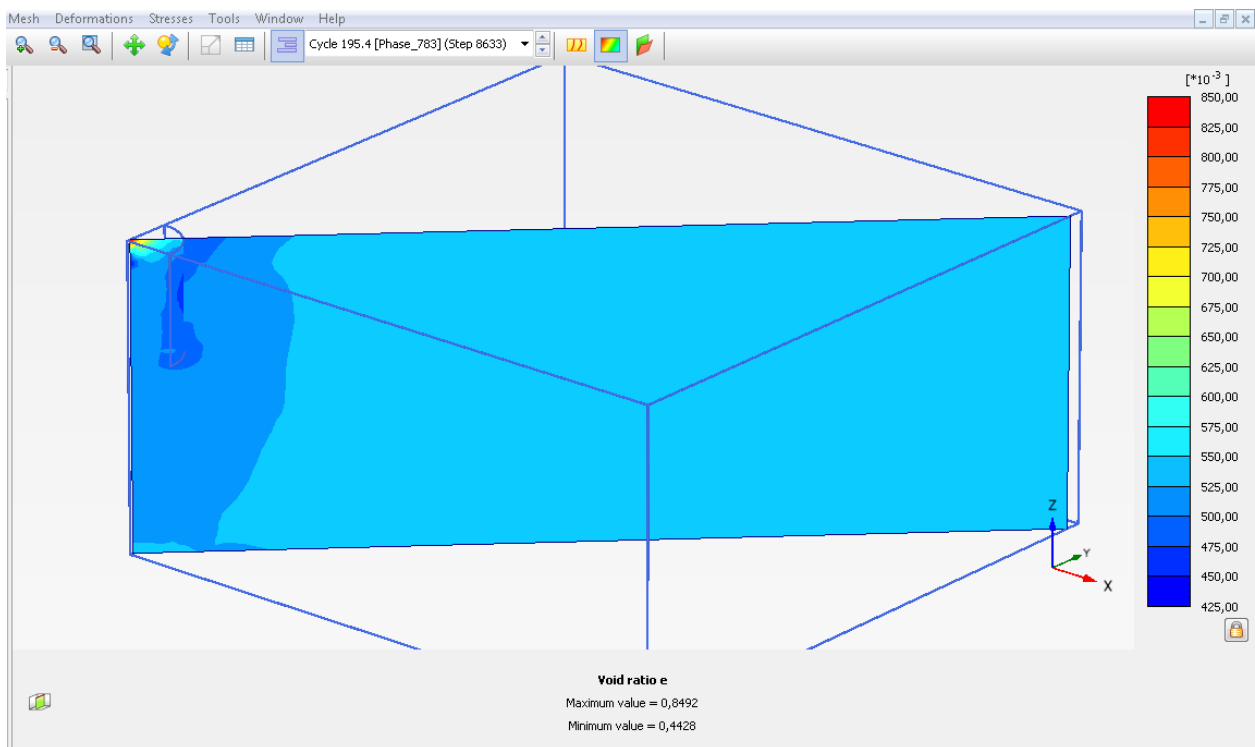 Mesh Deformations Stresses Tools Window Help
Cycle 195.4 [Phase_783] (Step 8633)
[*10-3 ]
850,00
825,00
800,00
775,00
750,00
725,00
700,00
675,00
650,00
625,00
600,00
575,00
550,00
525,00
500,00
475,00
450,00
425,00
Z
Y
X
Void ratio e
Maximum value = 0,8492
Minimum value = 0,4428